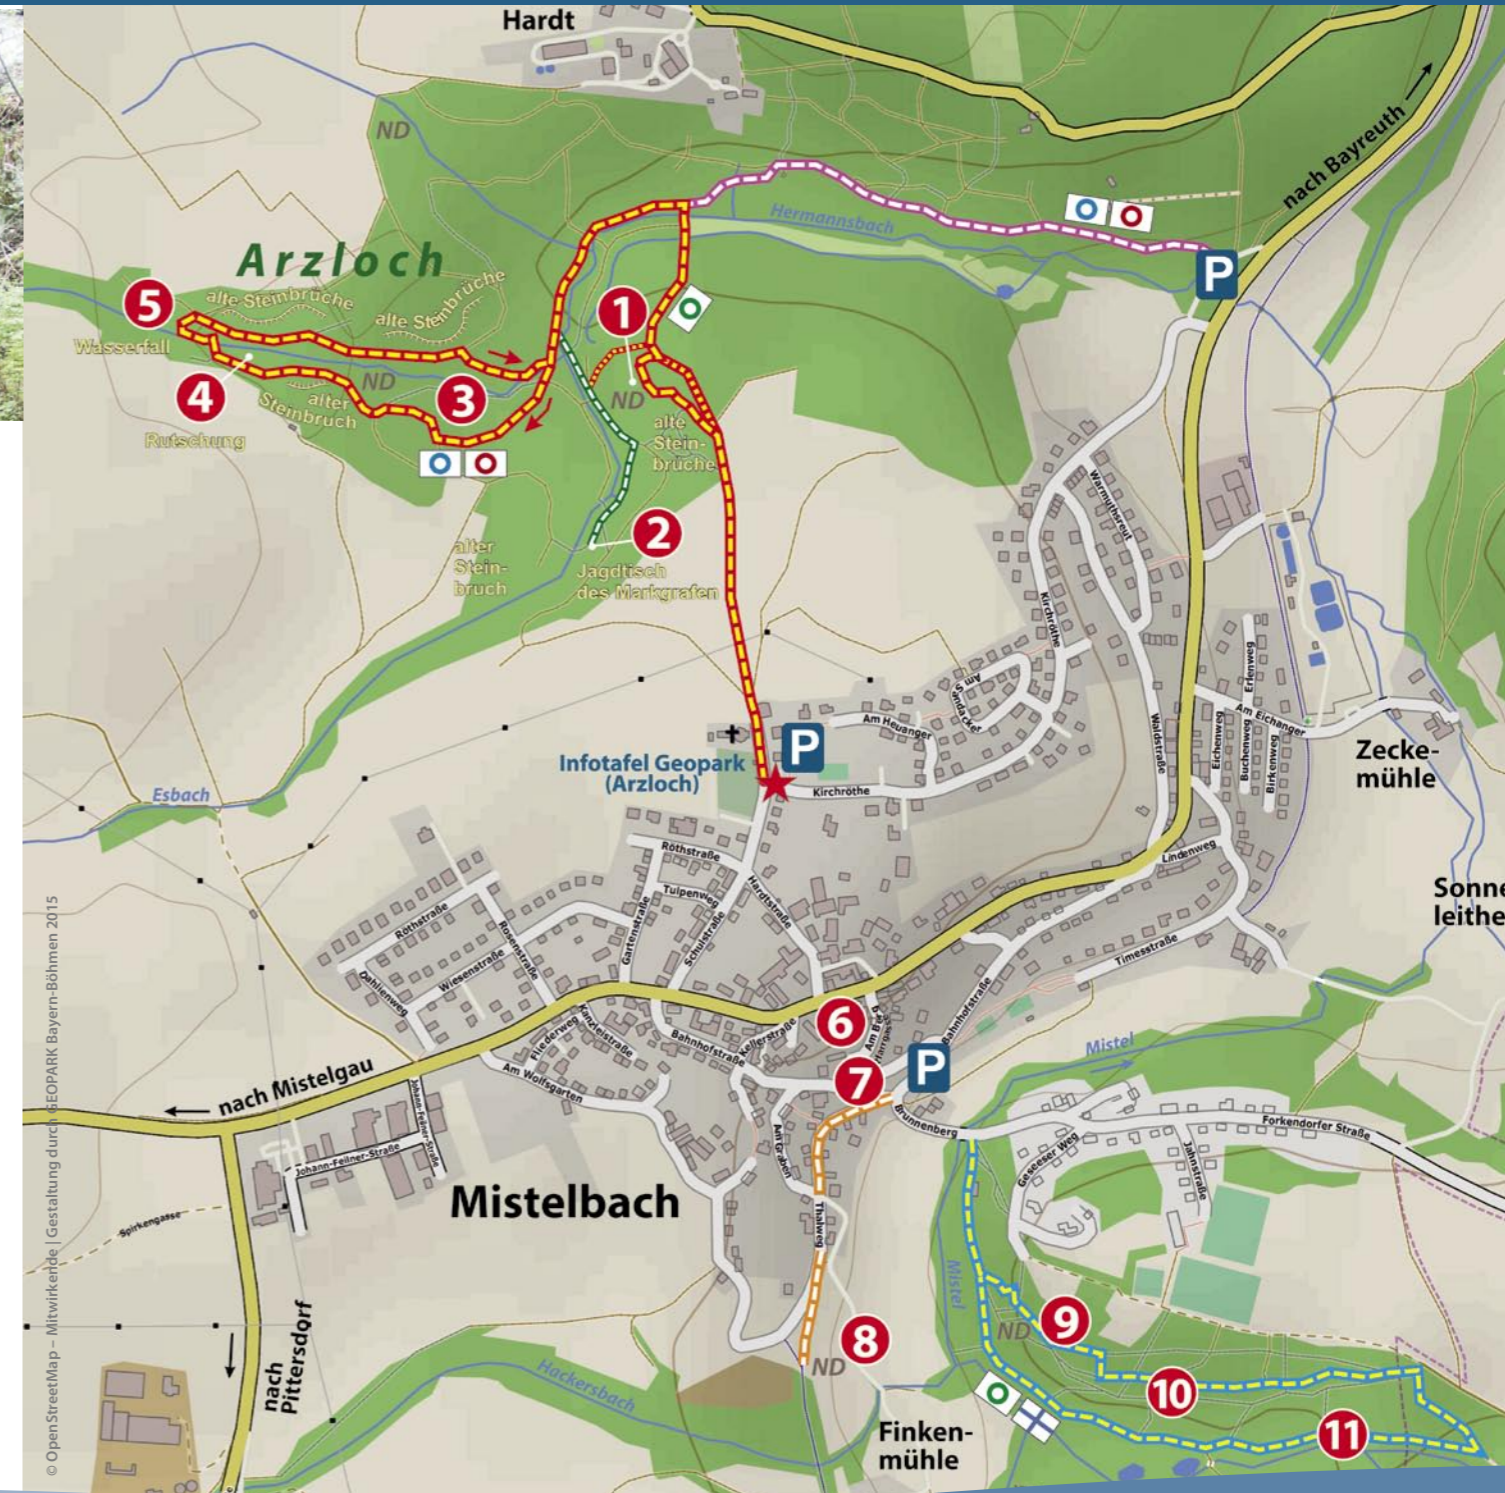 Hardt
ND
nach Bayreuth
Hermannsbach
P
Arzloch
alte Steinbrüche
alte Steinbrüche
5
1
Wasserfall
4
ND
3
ND
alter
Steinbruch
Rutschung
alte
Stein-
brüche
2
alter
Stein-
bruch
Jagdtisch
des Markgrafen
Warmuthsreut
Kirchröthe
Am Sandacker
Am Heuanger
P
Infotafel Geopark
(Arzloch)
Kirchröthe
Esbach
Waldstraße
Erlenweg
Am Eichanger
Eichenweg
Buchenweg
Birkenweg
Zecke-
mühle
Lindenweg
Sonne
leithe
Röthstraße
Tulpenweg
Hardtstraße
Schulstraße
Gartenstraße
Röthstraße
Rosenstraße
Wiesenstraße
Dahlienweg
Timesstraße
Bahnhofstraße
6
Kanzleistraße
Fliederweg
Bahnhofstraße
Kellerstraße
Am Wolfsgarten
7
P
Mistel
nach Mistelgau
Johann-Feilner-Straße
Johann-Feilner-Straße
Brunnenberg
Forkendorfer Straße
Geseeser Weg
Jahnstraße
Am Graben
Thalweg
Mistelbach
Spirkengasse
Mistel
nach
Pittersdorf
9
ND
8
ND
10
11
Hackersbach
Finken-
mühle
© OpenStreetMap – Mitwirkende | Gestaltung durch GEOPARK Bayern-Böhmen 2015